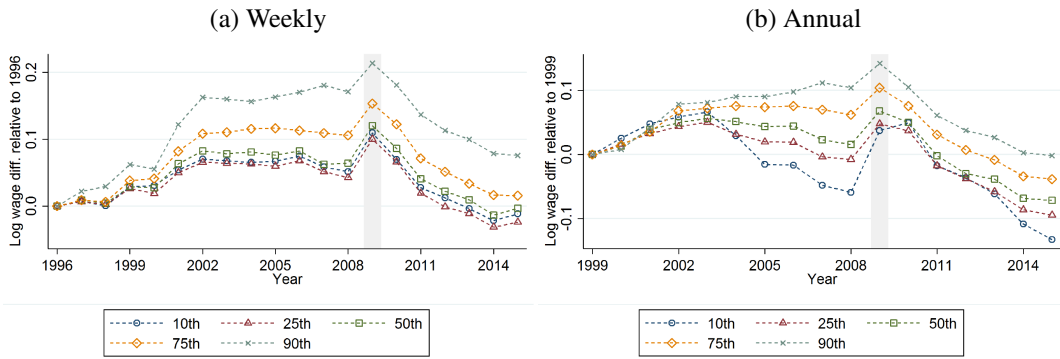 (a) Weekly
Log wage diff. relative to 1996
0.2
0.1
0.0
1996 1999 2002 2005 2008 2011 2014
Year
10th 25th 50th
75th 90th
(b) Annual
Log wage diff. relative to 1999
0.1
0.0
-0.1
1999 2002 2005 2008 2011 2014
Year
10th 25th 50th
75th 90th